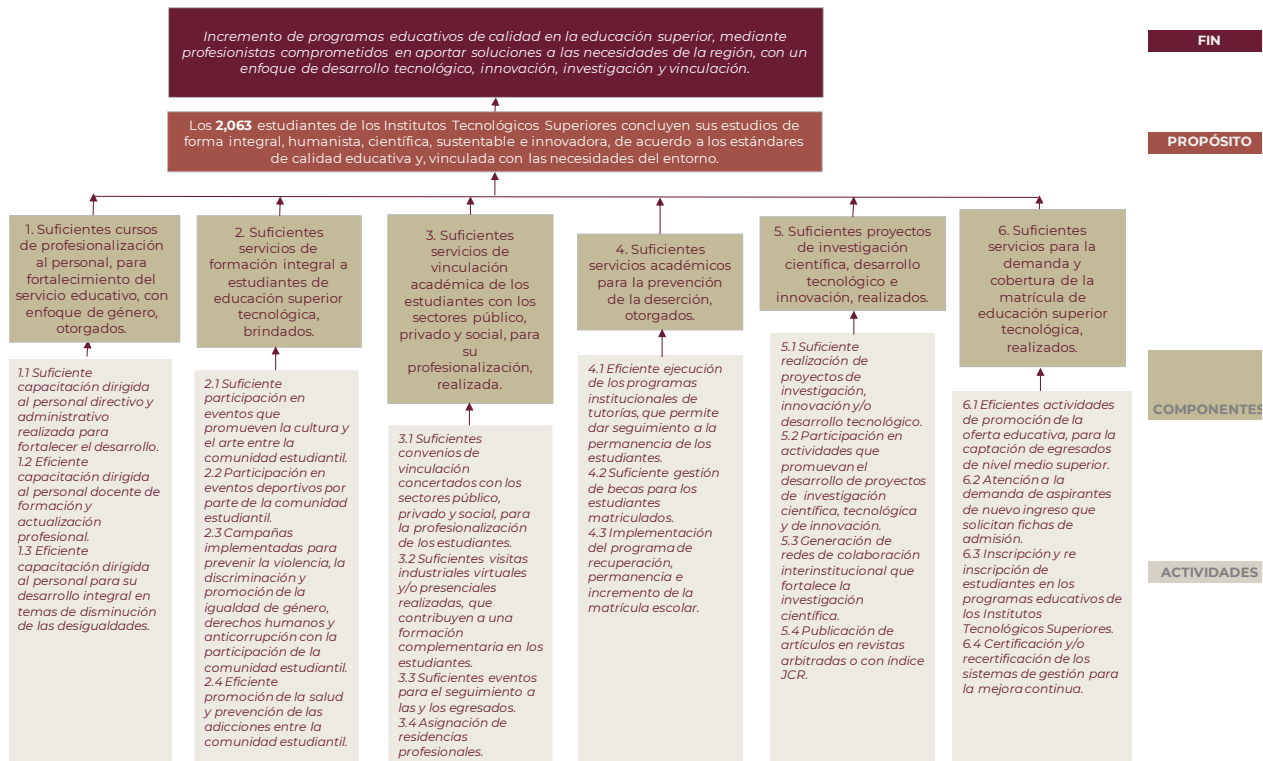 Incremento de programas educativos de calidad en la educación superior, mediante
profesionistas comprometidos en aportar soluciones a las necesidades de la región, con un
enfoque de desarrollo tecnológico, innovación, investigación y vinculación.
FIN
Los 2,063 estudiantes de los Institutos Tecnológicos Superiores concluyen sus estudios de
forma integral, humanista, científica, sustentable e innovadora, de acuerdo a los estándares
de calidad educativa y, vinculada con las necesidades del entorno.
PROPÓSITO
1. Suficientes cursos
de profesionalización
al personal, para
fortalecimiento del
servicio educativo, con
enfoque de género,
otorgados.
2. Suficientes
servicios de
formación integral a
estudiantes de
educación superior
tecnológica,
brindados.
3. Suficientes
servicios de
vinculación
académica de los
estudiantes con los
sectores público,
privado y social, para
su
profesionalización,
realizada.
4. Suficientes
servicios académicos
para la prevención
de la deserción,
otorgados.
5. Suficientes proyectos
de investigación
científica, desarrollo
tecnológico e
innovación, realizados.
6. Suficientes
servicios para la
demanda y
cobertura de la
matrícula de
educación superior
tecnológica,
realizados.
COMPONENTES
1.1 Suficiente
capacitación dirigida
al personal directivo y
administrativo
realizada para
fortalecer el desarrollo.
1.2 Eficiente
capacitación dirigida
al personal docente de
formación y
actualización
profesional.
1.3 Eficiente
capacitación dirigida
al personal para su
desarrollo integral en
temas de disminución
de las desigualdades.
2.1 Suficiente
participación en
eventos que
promueven la cultura y
el arte entre la
comunidad estudiantil.
2.2 Participación en
eventos deportivos por
parte de la comunidad
estudiantil.
2.3 Campañas
implementadas para
prevenir la violencia, la
discriminación y
promoción de la
igualdad de género,
derechos humanos y
anticorrupción con la
participación de la
comunidad estudiantil.
2.4 Eficiente
promoción de la salud
y prevención de las
adicciones entre la
comunidad estudiantil.
3.1 Suficientes
convenios de
vinculación
concertados con los
sectores público,
privado y social, para
la profesionalización
de los estudiantes.
3.2 Suficientes visitas
industriales virtuales
y/o presenciales
realizadas, que
contribuyen a una
formación
complementaria en los
estudiantes.
3.3 Suficientes eventos
para el seguimiento a
las y los egresados.
3.4 Asignación de
residencias
profesionales.
4.1 Eficiente ejecución
de los programas
institucionales de
tutorías, que permite
dar seguimiento a la
permanencia de los
estudiantes.
4.2 Suficiente gestión
de becas para los
estudiantes
matriculados.
4.3 Implementación
del programa de
recuperación,
permanencia e
incremento de la
matrícula escolar.
5.1 Suficiente
realización de
proyectos de
investigación,
innovación y/o
desarrollo tecnológico.
5.2 Participación en
actividades que
promuevan el
desarrollo de proyectos
de investigación
científica, tecnológica
y de innovación.
5.3 Generación de
redes de colaboración
interinstitucional que
fortalece la
investigación
científica.
5.4 Publicación de
artículos en revistas
arbitradas o con índice
JCR.
6.1 Eficientes actividades
de promoción de la
oferta educativa, para la
captación de egresados
de nivel medio superior.
6.2 Atención a la
demanda de aspirantes
de nuevo ingreso que
solicitan fichas de
admisión.
6.3 Inscripción y re
inscripción de
estudiantes en los
programas educativos de
los Institutos
Tecnológicos Superiores.
6.4 Certificación y/o
recertificación de los
sistemas de gestión para
la mejora continua.
ACTIVIDADES